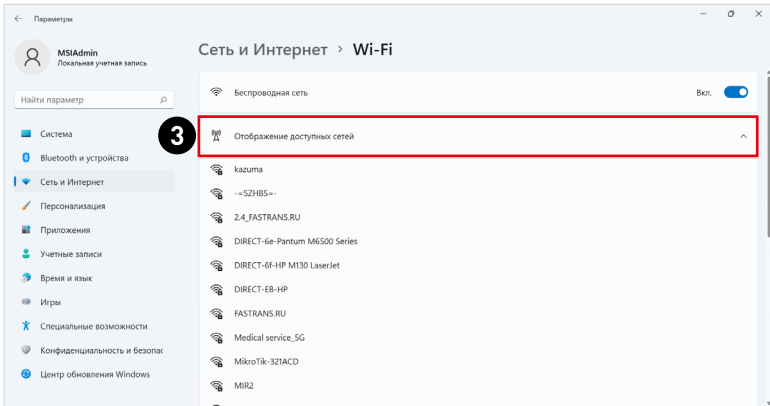 Параметры
MSIAdmin
Локальная учетная запись
Найти параметр
Система
Bluetooth и устройства
Сеть и Интернет
Персонализация
Приложения
Учетные записи
Время и язык
Игры
Специальные возможности
Конфиденциальность и безопас
Центр обновления Windows
Сеть и Интернет > Wi-Fi
Беспроводная сеть Вкл.
3 Отображение доступных сетей
kazuma
-=SZHBS=-
2.4_FASTRANS.RU
DIRECT-6e-Pantum M6500 Series
DIRECT-6f-HP M130 LaserJet
DIRECT-EB-HP
FASTRANS.RU
Medical service_5G
MikroTik-321ACD
MIR2